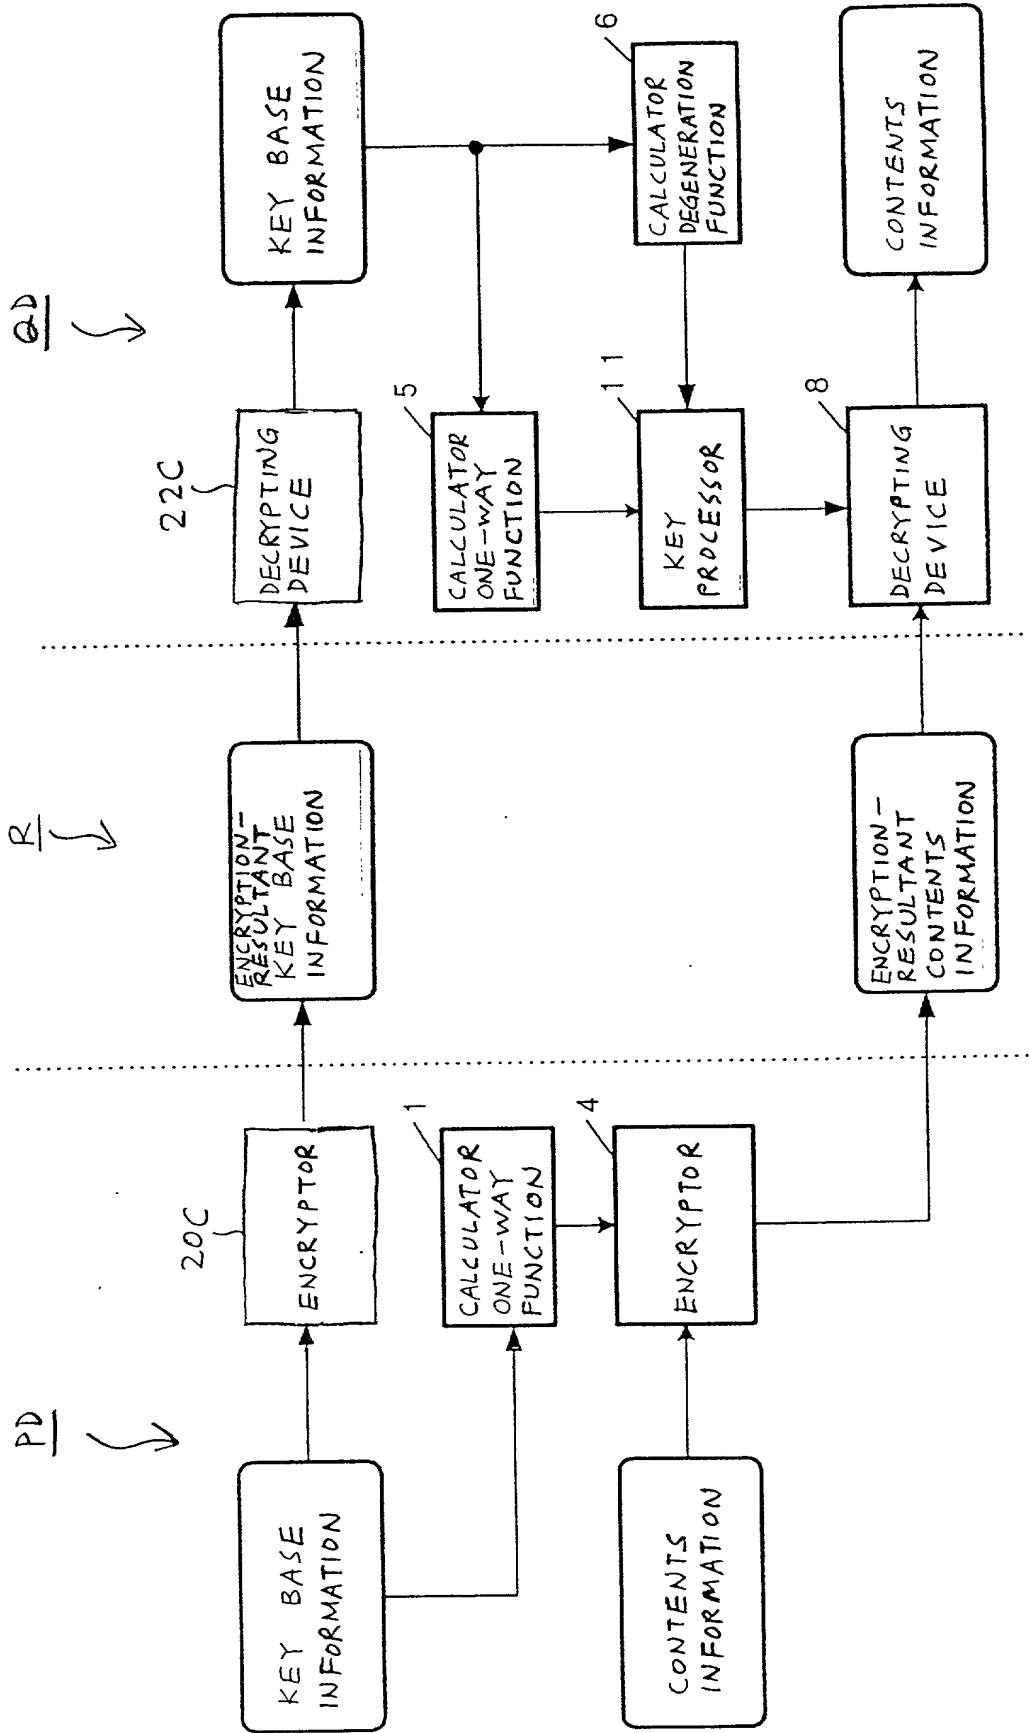 PD
KEY BASE
INFORMATION
CONTENTS
INFORMATION
20C
ENCRYPTOR
1
CALCULATOR
ONE-WAY
FUNCTION
4
ENCRYPTOR
R
ENCRYPTION-
RESULTANT
KEY BASE
INFORMATION
ENCRYPTION-
RESULTANT
CONTENTS
INFORMATION
QD
22C
DECRYPTING
DEVICE
KEY BASE
INFORMATION
5
CALCULATOR
ONE-WAY
FUNCTION
6
CALCULATOR
DEGENERATION
FUNCTION
11
KEY
PROCESSOR
8
DECRYPTING
DEVICE
CONTENTS
INFORMATION